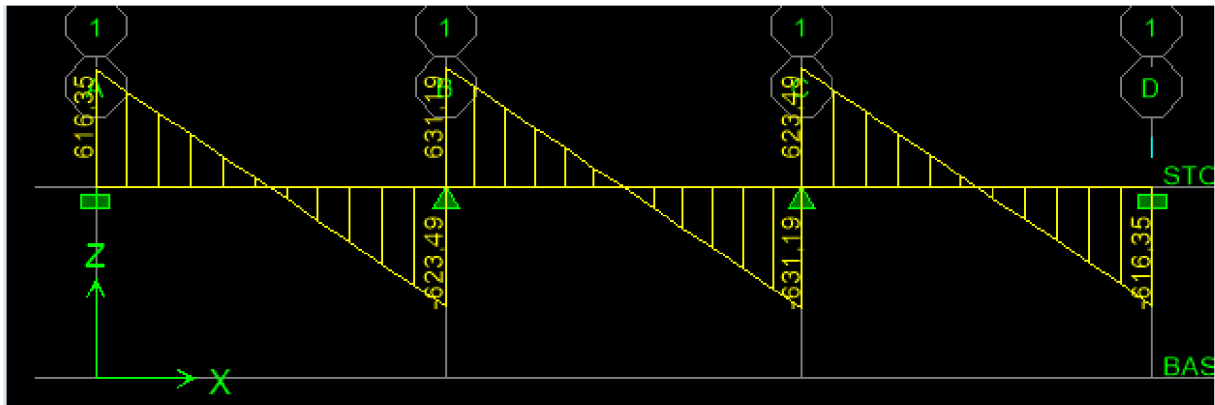 1 1 1 1
A B C D
616.35 631.19 623.49
STO
-623.49 -631.19 -616.35
Z
X
BAS